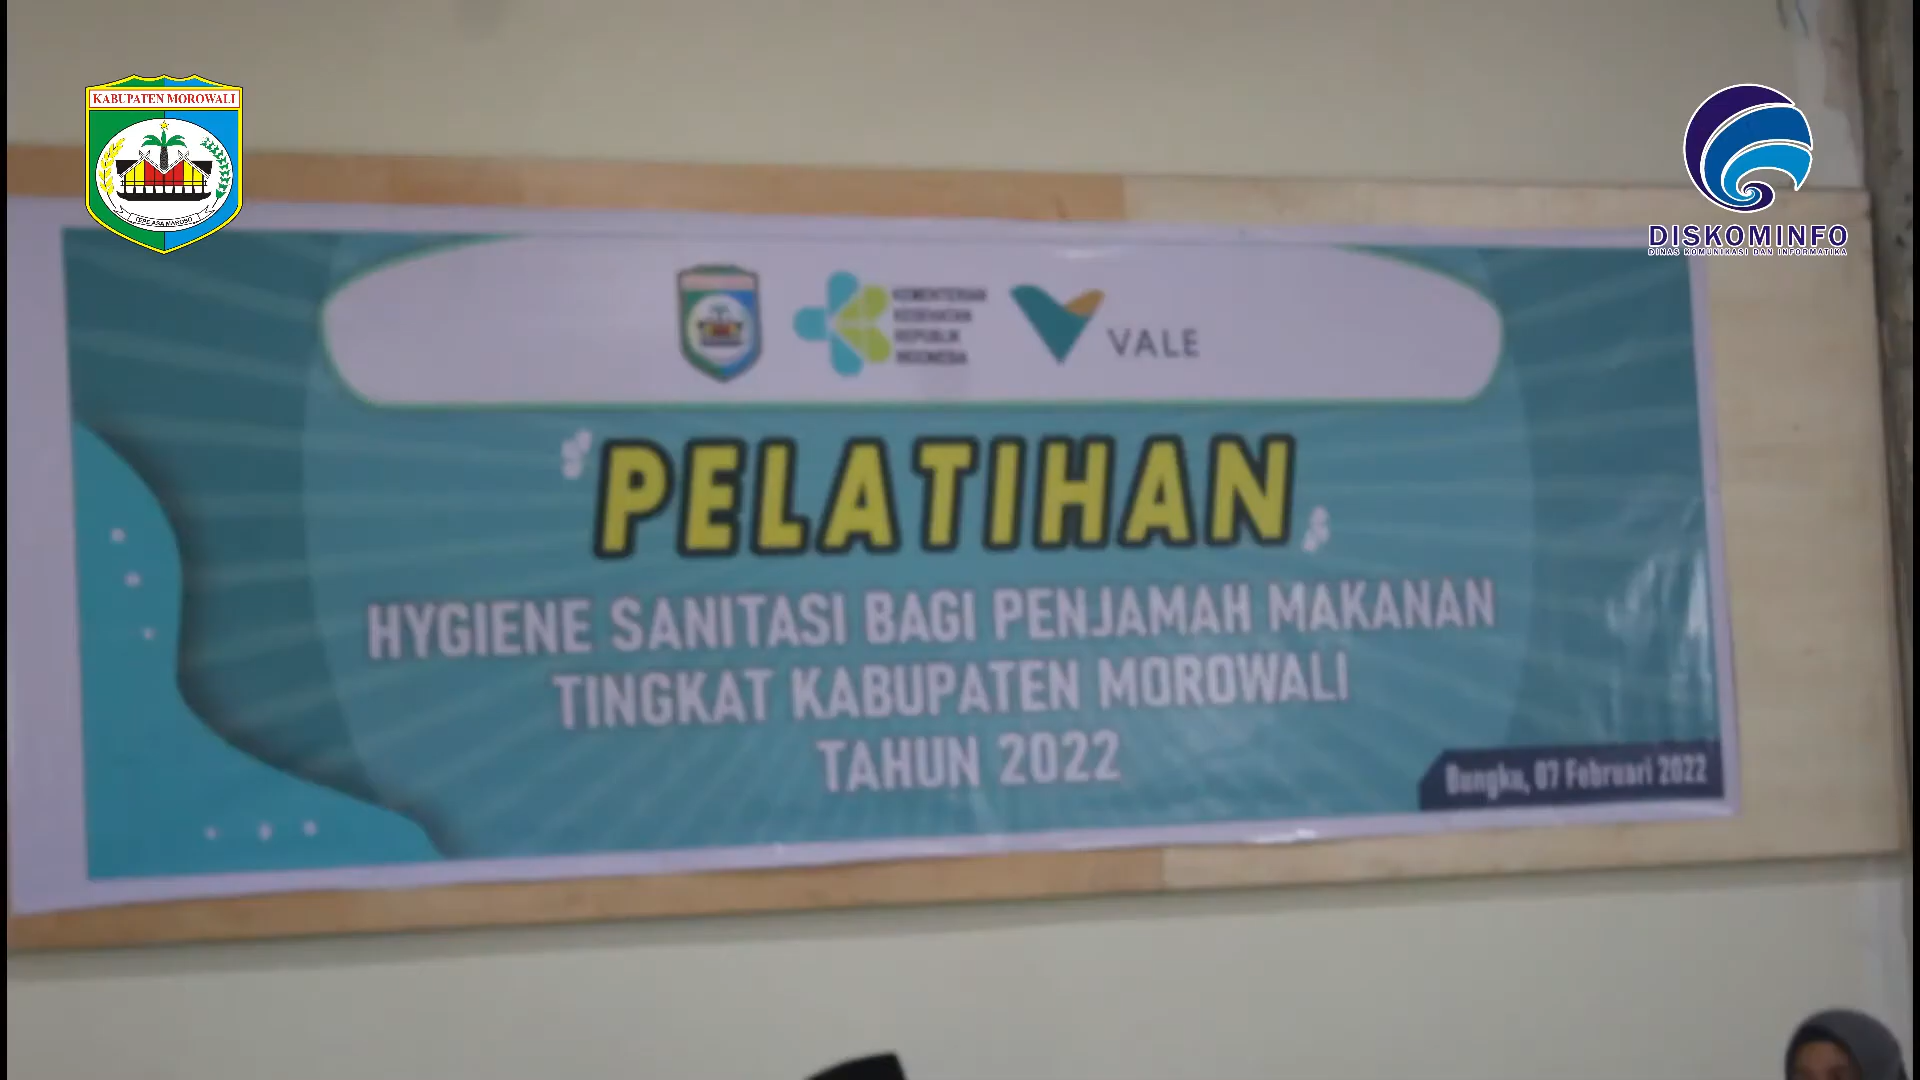 KABUPATEN MOROWALI
DISKOMINFO
DINAS KOMUNIKASI DAN INFORMATIKA
KEMENTERIAN
KESEHATAN
REPUBLIK
INDONESIA
VALE
PELATIHAN
HYGIENE SANITASI BAGI PENJAMAH MAKANAN
TINGKAT KABUPATEN MOROWALI
TAHUN 2022
Bungku, 07 Februari 2022